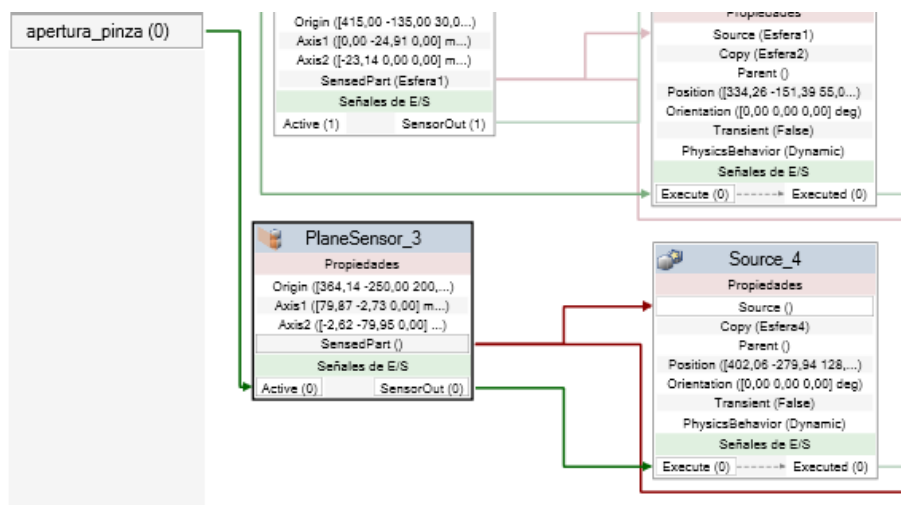 apertura_pinza (0)
Origin ([415,00 -135,00 30,0...)
Axis1 ([0,00 -24,91 0,00] m...)
Axis2 ([-23,14 0,00 0,00] m...)
SensedPart (Esfera1)
Señales de E/S
Active (1) SensorOut (1)
Propiedades
Source (Esfera1)
Copy (Esfera2)
Parent ()
Position ([334,26 -151,39 55,0...)
Orientation ([0,00 0,00 0,00] deg)
Transient (False)
PhysicsBehavior (Dynamic)
Señales de E/S
Execute (0) Executed (0)
PlaneSensor_3
Propiedades
Origin ([364,14 -250,00 200,...)
Axis1 ([79,87 -2,73 0,00] m...)
Axis2 ([-2,62 -79,95 0,00] ...)
SensedPart ()
Señales de E/S
Active (0) SensorOut (0)
Source_4
Propiedades
Source ()
Copy (Esfera4)
Parent ()
Position ([402,06 -279,94 128,...)
Orientation ([0,00 0,00 0,00] deg)
Transient (False)
PhysicsBehavior (Dynamic)
Señales de E/S
Execute (0) Executed (0)